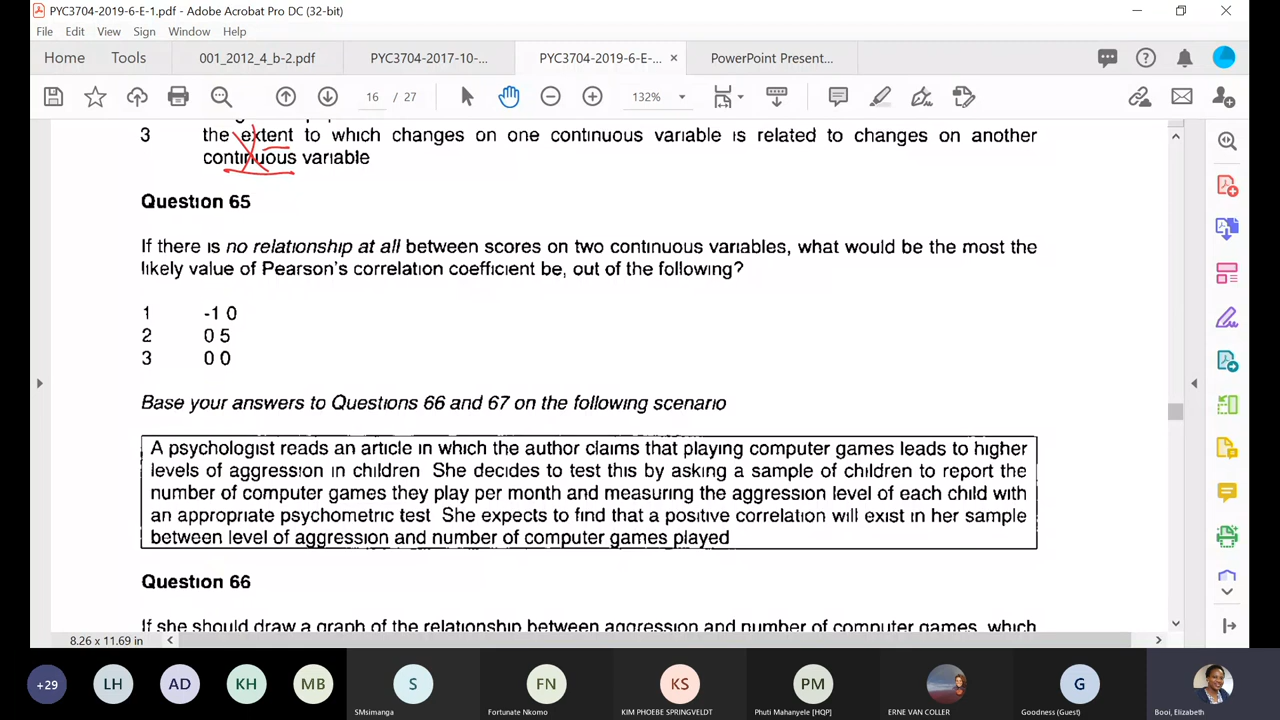 PYC3704-2019-6-E-1.pdf - Adobe Acrobat Pro DC (32-bit)
File Edit View Sign Window Help
Home Tools 001_2012_4_b-2.pdf PYC3704-2017-10-... PYC3704-2019-6-E-... × PowerPoint Present...
16 / 27 132%
3 the extent to which changes on one continuous variable is related to changes on another
continuous variable
Question 65
If there is no relationship at all between scores on two continuous variables, what would be the most the
likely value of Pearson's correlation coefficient be, out of the following?
1 -1 0
2 0 5
3 0 0
Base your answers to Questions 66 and 67 on the following scenario
A psychologist reads an article in which the author claims that playing computer games leads to higher
levels of aggression in children She decides to test this by asking a sample of children to report the
number of computer games they play per month and measuring the aggression level of each child with
an appropriate psychometric test She expects to find that a positive correlation will exist in her sample
between level of aggression and number of computer games played
Question 66
If she should draw a graph of the relationship between aggression and number of computer games, which
8.26 x 11.69 in
+29 LH AD KH MB S FN KS PM G
SMsimanga Fortunate Nkomo KIM PHOEBE SPRINGVELDT Phuti Mahanyele [HQP] ERNE VAN COLLER Goodness (Guest) Booi, Elizabeth